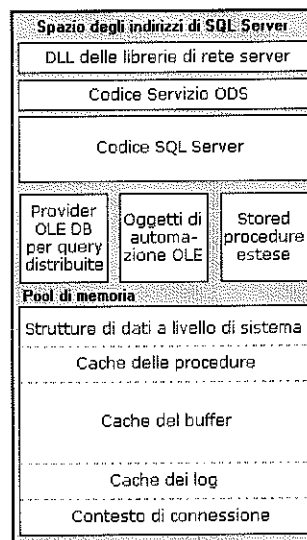 Spazio degli indirizzi di SQL Server
DLL delle librerie di rete server
Codice Servizio ODS
Codice SQL Server
Provider
OLE DB
per query
distribuite
Oggetti di
automa-
zione OLE
Stored
procedure
estese
Pool di memoria
Strutture di dati a livello di sistema
Cache delle procedure
Cache del buffer
Cache dei log
Contesto di connessione